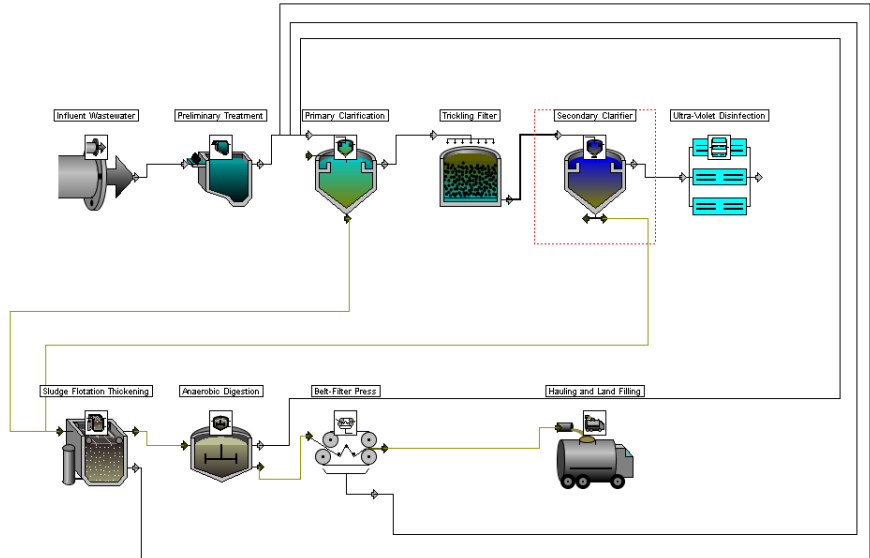 Influent Wastewater
Preliminary Treatment
Primary Clarification
Trickling Filter
Secondary Clarifier
Ultra-Violet Disinfection
Sludge Flotation Thickening
Anaerobic Digestion
Belt-Filter Press
Hauling and Land Filling